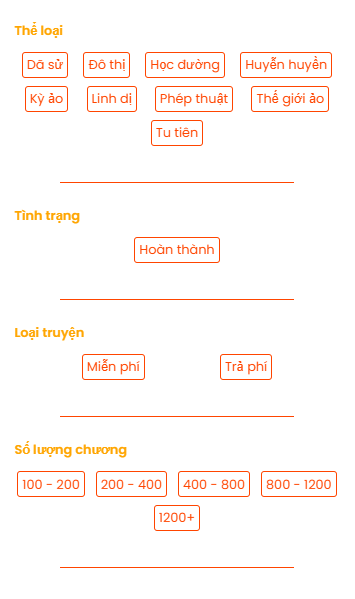 Thể loại
Dã sử Đô thị Học đường Huyễn huyền
Kỳ ảo Linh dị Phép thuật Thế giới ảo
Tu tiên
Tình trạng
Hoàn thành
Loại truyện
Miễn phí Trả phí
Số lượng chương
100 - 200 200 - 400 400 - 800 800 - 1200
1200+